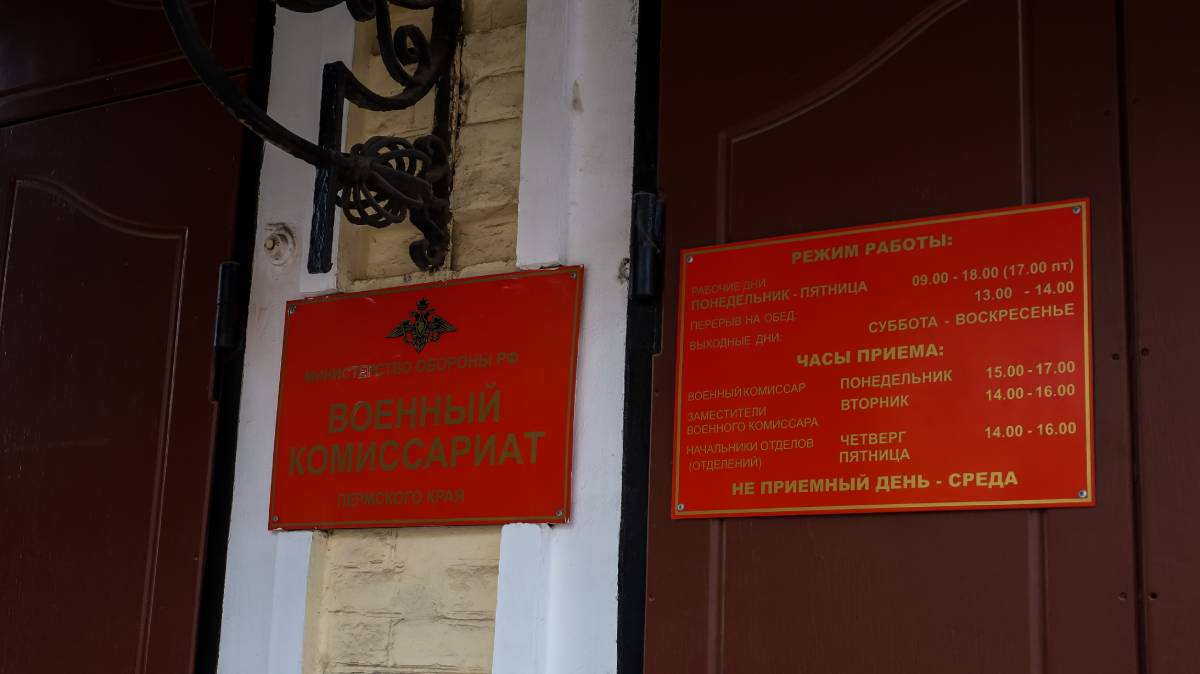 МИНИСТЕРСТВО ОБОРОНЫ РФ
ВОЕННЫЙ
КОМИССАРИАТ
ПЕРМСКОГО КРАЯ
РЕЖИМ РАБОТЫ:
РАБОЧИЕ ДНИ:
ПОНЕДЕЛЬНИК - ПЯТНИЦА 09.00 - 18.00 (17.00 пт)
ПЕРЕРЫВ НА ОБЕД: 13.00 - 14.00
ВЫХОДНЫЕ ДНИ: СУББОТА - ВОСКРЕСЕНЬЕ
ЧАСЫ ПРИЕМА:
ВОЕННЫЙ КОМИССАР ПОНЕДЕЛЬНИК 15.00 - 17.00
ЗАМЕСТИТЕЛИ ВТОРНИК 14.00 - 16.00
ВОЕННОГО КОМИССАРА
НАЧАЛЬНИКИ ОТДЕЛОВ ЧЕТВЕРГ 14.00 - 16.00
(ОТДЕЛЕНИЙ) ПЯТНИЦА
НЕ ПРИЕМНЫЙ ДЕНЬ - СРЕДА